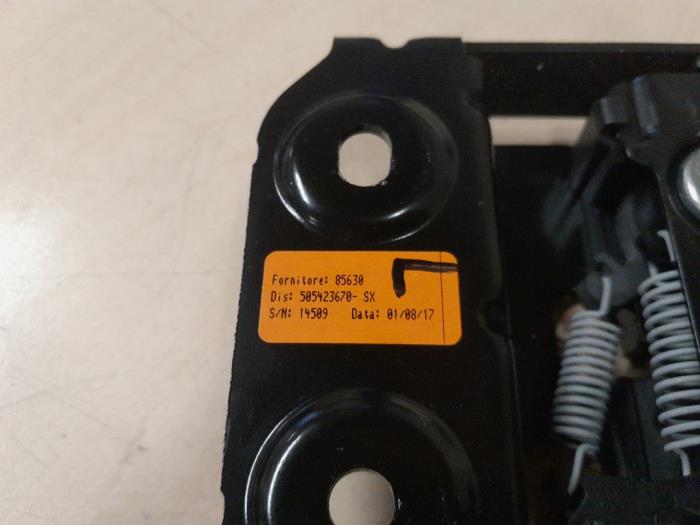 Fornitore: 85630
Dis: 505423670- SX
S/N: 14509 Data: 01/08/17